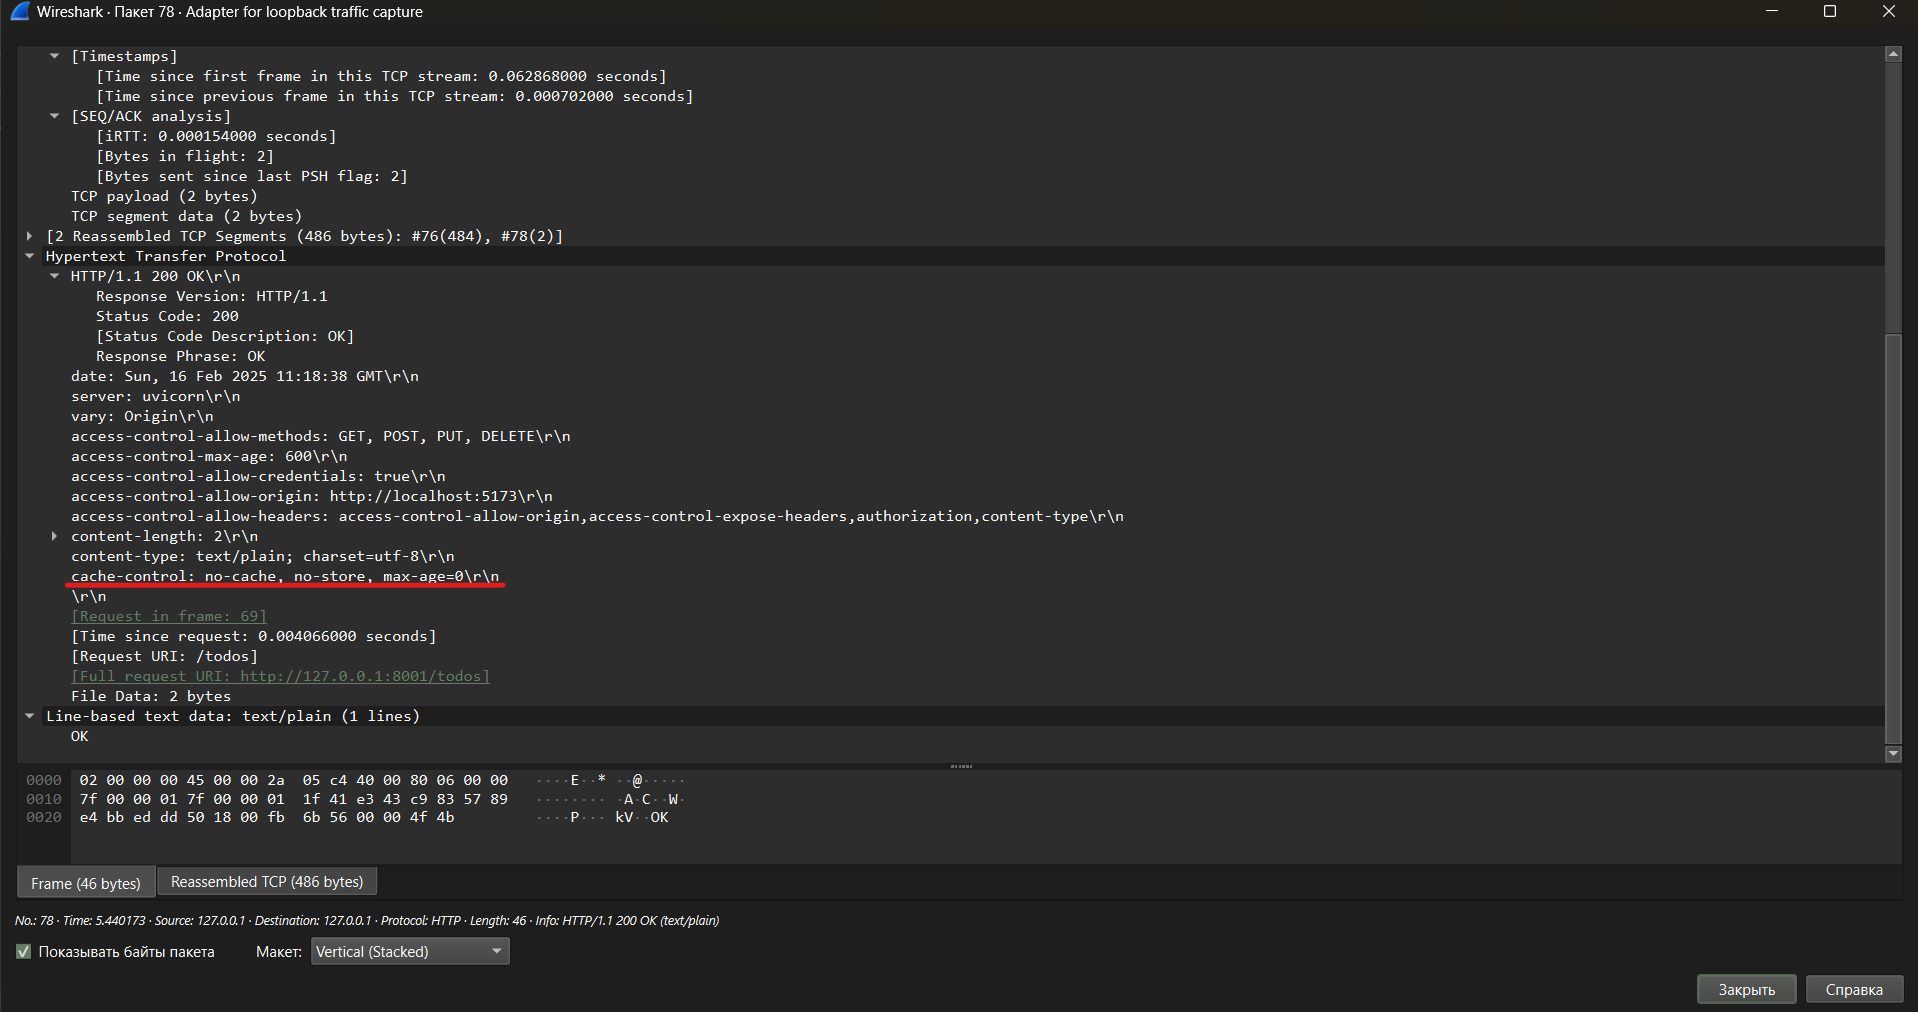 Wireshark · Пакет 78 · Adapter for loopback traffic capture
[Timestamps]
[Time since first frame in this TCP stream: 0.062868000 seconds]
[Time since previous frame in this TCP stream: 0.000702000 seconds]
[SEQ/ACK analysis]
[iRTT: 0.000154000 seconds]
[Bytes in flight: 2]
[Bytes sent since last PSH flag: 2]
TCP payload (2 bytes)
TCP segment data (2 bytes)
[2 Reassembled TCP Segments (486 bytes): #76(484), #78(2)]
Hypertext Transfer Protocol
HTTP/1.1 200 OK\r\n
Response Version: HTTP/1.1
Status Code: 200
[Status Code Description: OK]
Response Phrase: OK
date: Sun, 16 Feb 2025 11:18:38 GMT\r\n
server: uvicorn\r\n
vary: Origin\r\n
access-control-allow-methods: GET, POST, PUT, DELETE\r\n
access-control-max-age: 600\r\n
access-control-allow-credentials: true\r\n
access-control-allow-origin: http://localhost:5173\r\n
access-control-allow-headers: access-control-allow-origin,access-control-expose-headers,authorization,content-type\r\n
content-length: 2\r\n
content-type: text/plain; charset=utf-8\r\n
cache-control: no-cache, no-store, max-age=0\r\n
\r\n
[Request in frame: 69]
[Time since request: 0.004066000 seconds]
[Request URI: /todos]
[Full request URI: http://127.0.0.1:8001/todos]
File Data: 2 bytes
Line-based text data: text/plain (1 lines)
OK
0000 02 00 00 00 45 00 00 2a 05 c4 40 00 80 06 00 00 ····E··* ··@·····
0010 7f 00 00 01 7f 00 00 01 1f 41 e3 43 c9 83 57 89 ········ ·A·C··W·
0020 e4 bb ed dd 50 18 00 fb 6b 56 00 00 4f 4b ····P··· kV··OK
Frame (46 bytes) Reassembled TCP (486 bytes)
No.: 78 · Time: 5.440173 · Source: 127.0.0.1 · Destination: 127.0.0.1 · Protocol: HTTP · Length: 46 · Info: HTTP/1.1 200 OK (text/plain)
Показывать байты пакета Макет: Vertical (Stacked)
Закрыть Справка